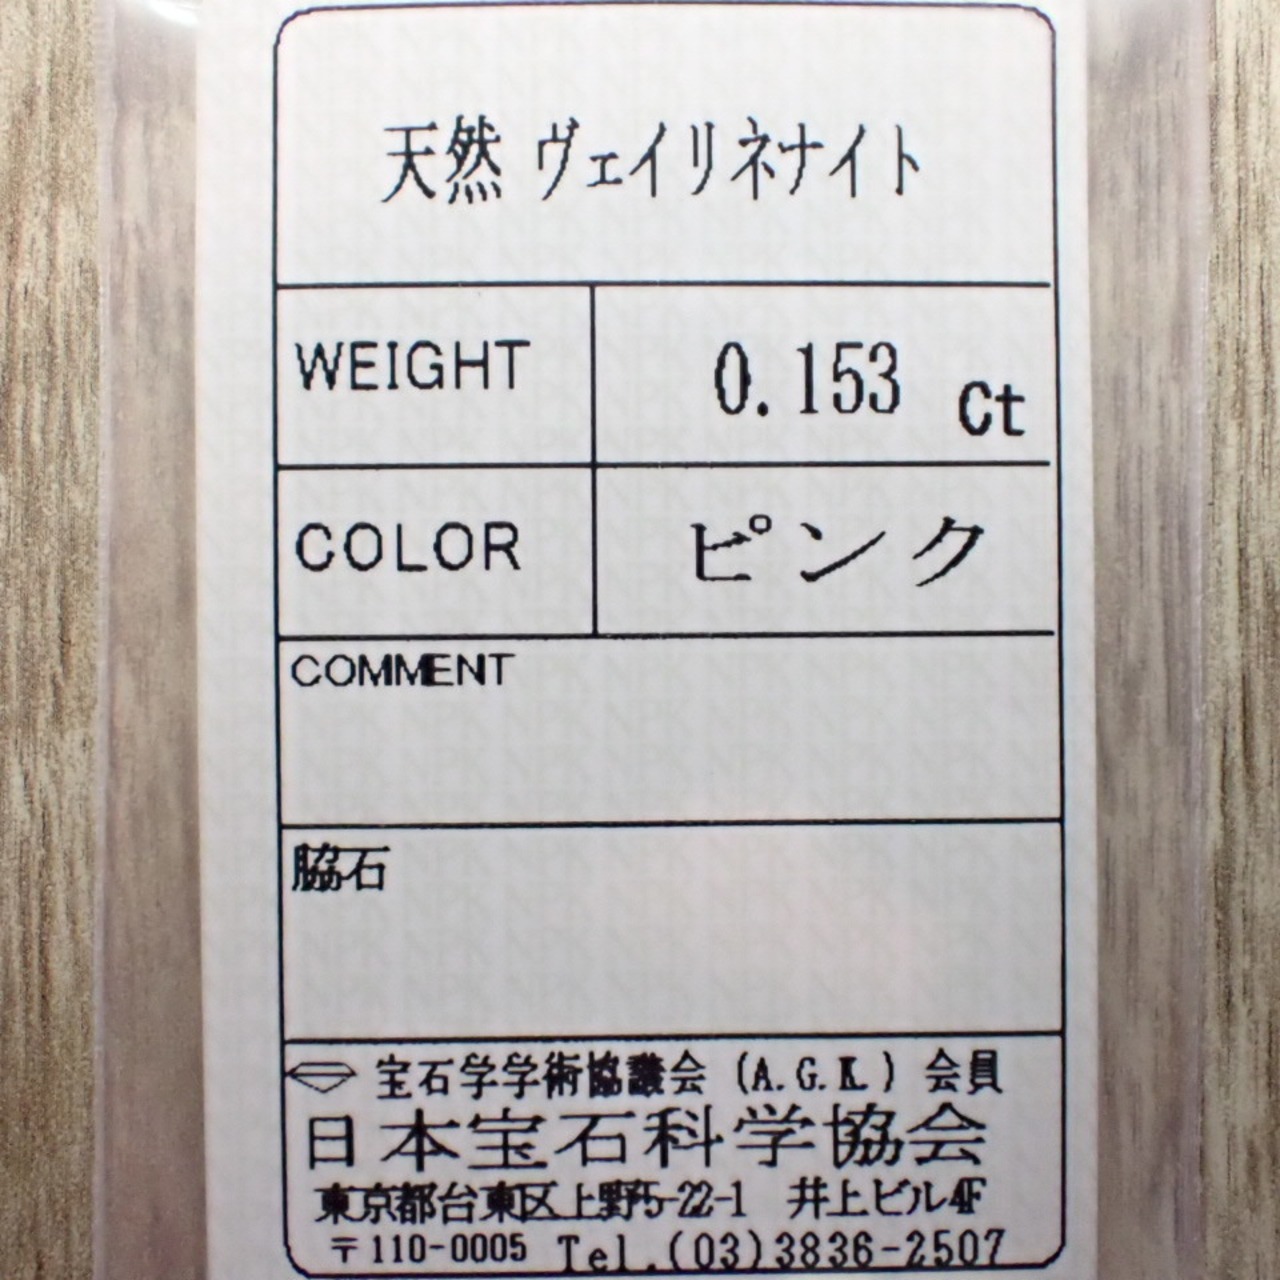 天然 ヴェイリネナイト
WEIGHT 0.153 Ct
COLOR ピンク
COMMENT
脇石
宝石学学術協議会 (A.G.K.) 会員
日本宝石科学協会
東京都台東区上野5-22-1 井上ビル4F
〒110-0005 Tel.(03)3836-2507